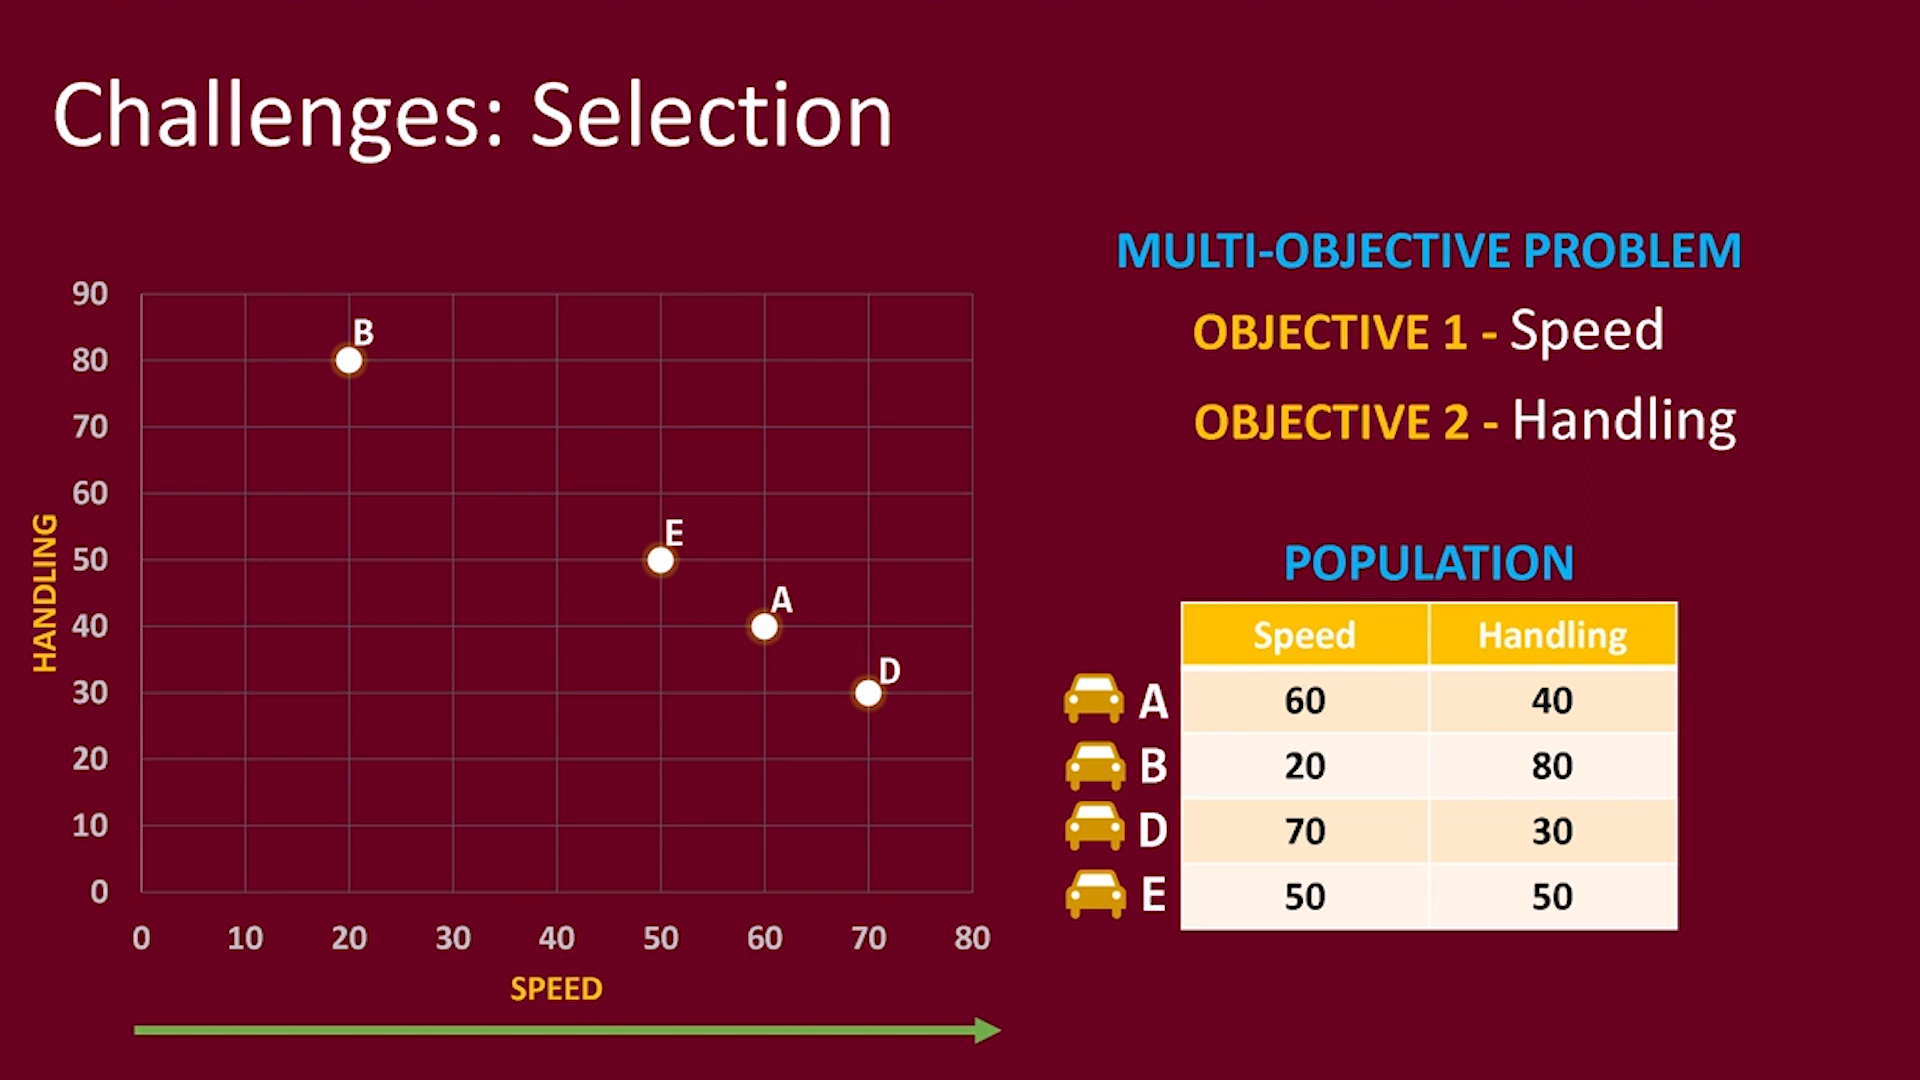 Challenges: Selection
90
80
70
60
50
40
30
20
10
0
HANDLING
B
E
A
D
0 10 20 30 40 50 60 70 80
SPEED
MULTI-OBJECTIVE PROBLEM
OBJECTIVE 1 - Speed
OBJECTIVE 2 - Handling
POPULATION
Speed Handling
A 60 40
B 20 80
D 70 30
E 50 50